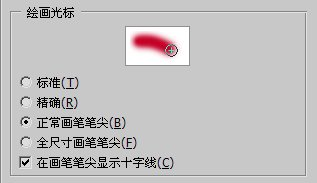 绘画光标
标准(T)
精确(R)
正常画笔笔尖(B)
全尺寸画笔笔尖(F)
在画笔笔尖显示十字线(C)